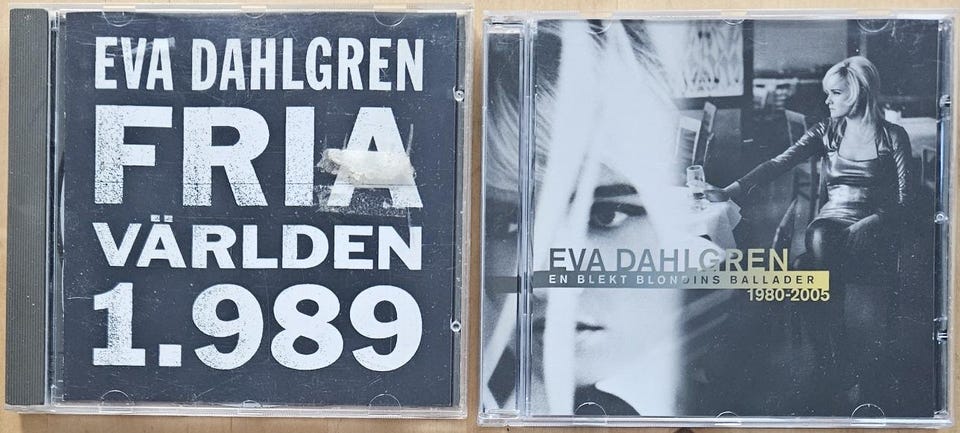 EVA DAHLGREN
FRIA
VÄRLDEN
1.989
EVA DAHLGREN
EN BLEKT BLONDINS BALLADER
1980-2005